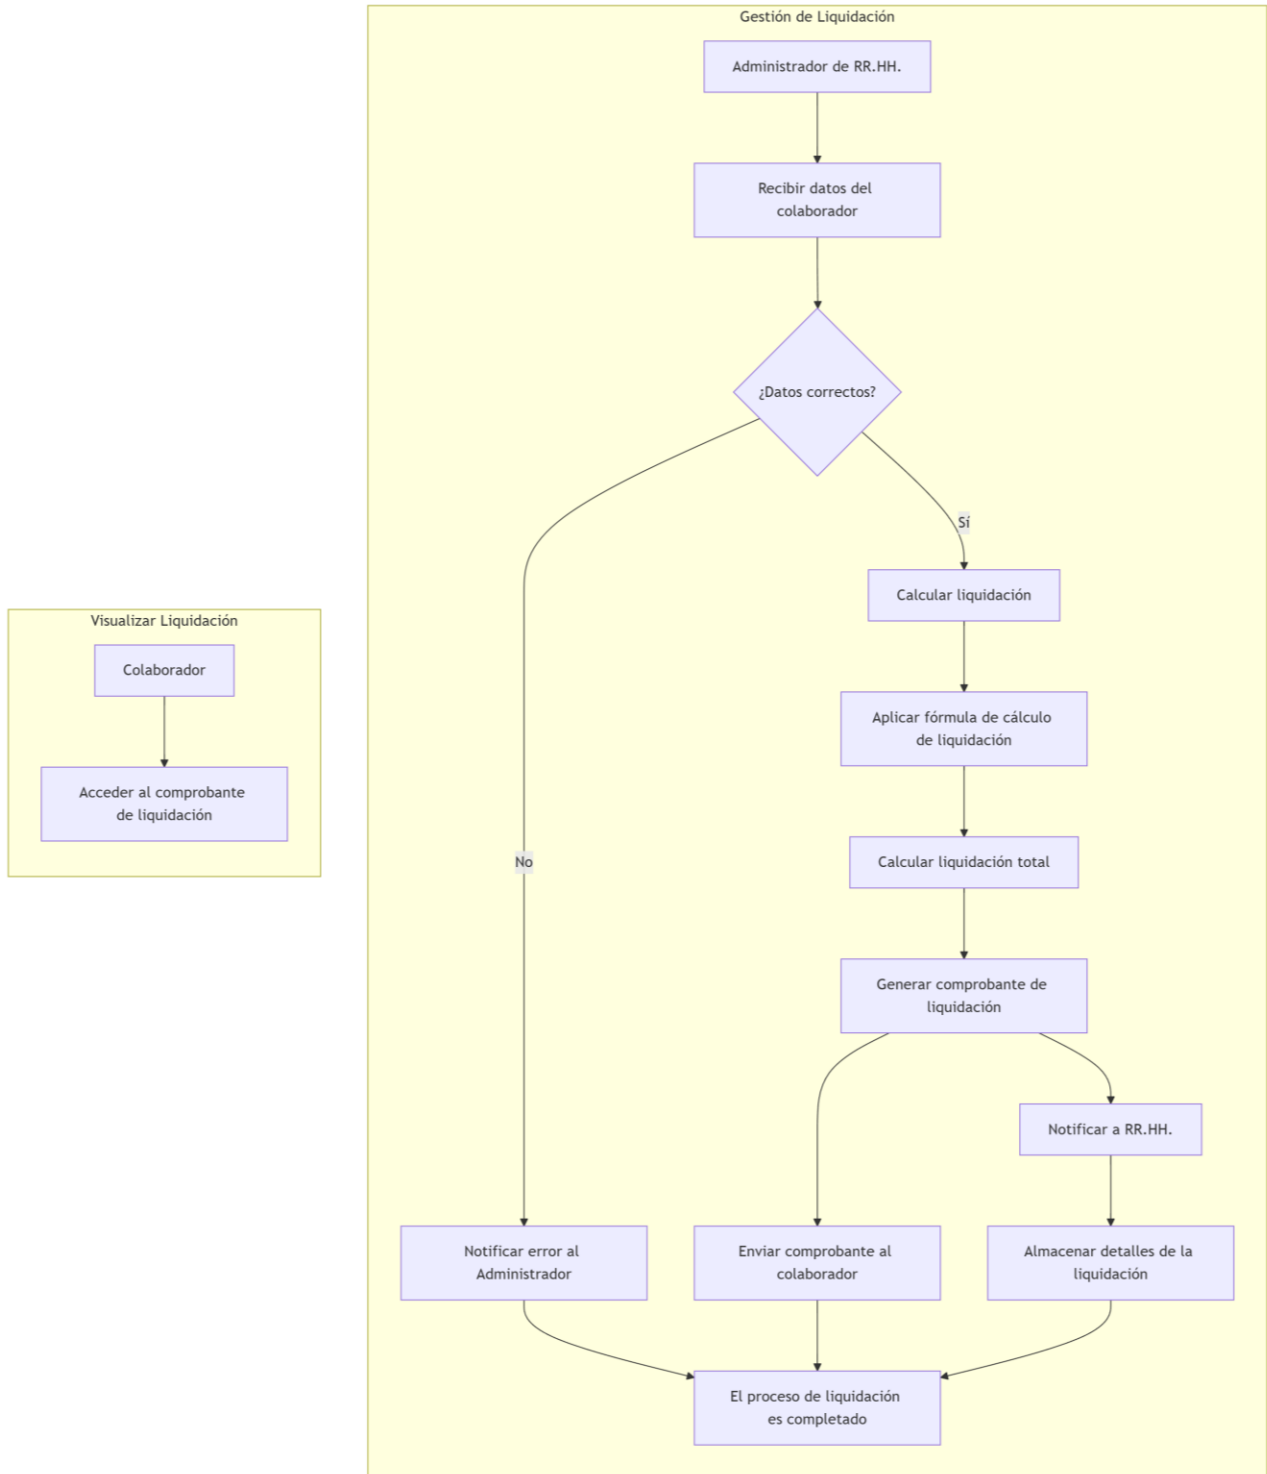 Gestión de Liquidación
Administrador de RR.HH.
Recibir datos del
colaborador
¿Datos correctos?
Sí
Calcular liquidación
Aplicar fórmula de cálculo
de liquidación
No
Calcular liquidación total
Generar comprobante de
liquidación
Notificar a RR.HH.
Notificar error al
Administrador
Enviar comprobante al
colaborador
Almacenar detalles de la
liquidación
El proceso de liquidación
es completado
Visualizar Liquidación
Colaborador
Acceder al comprobante
de liquidación